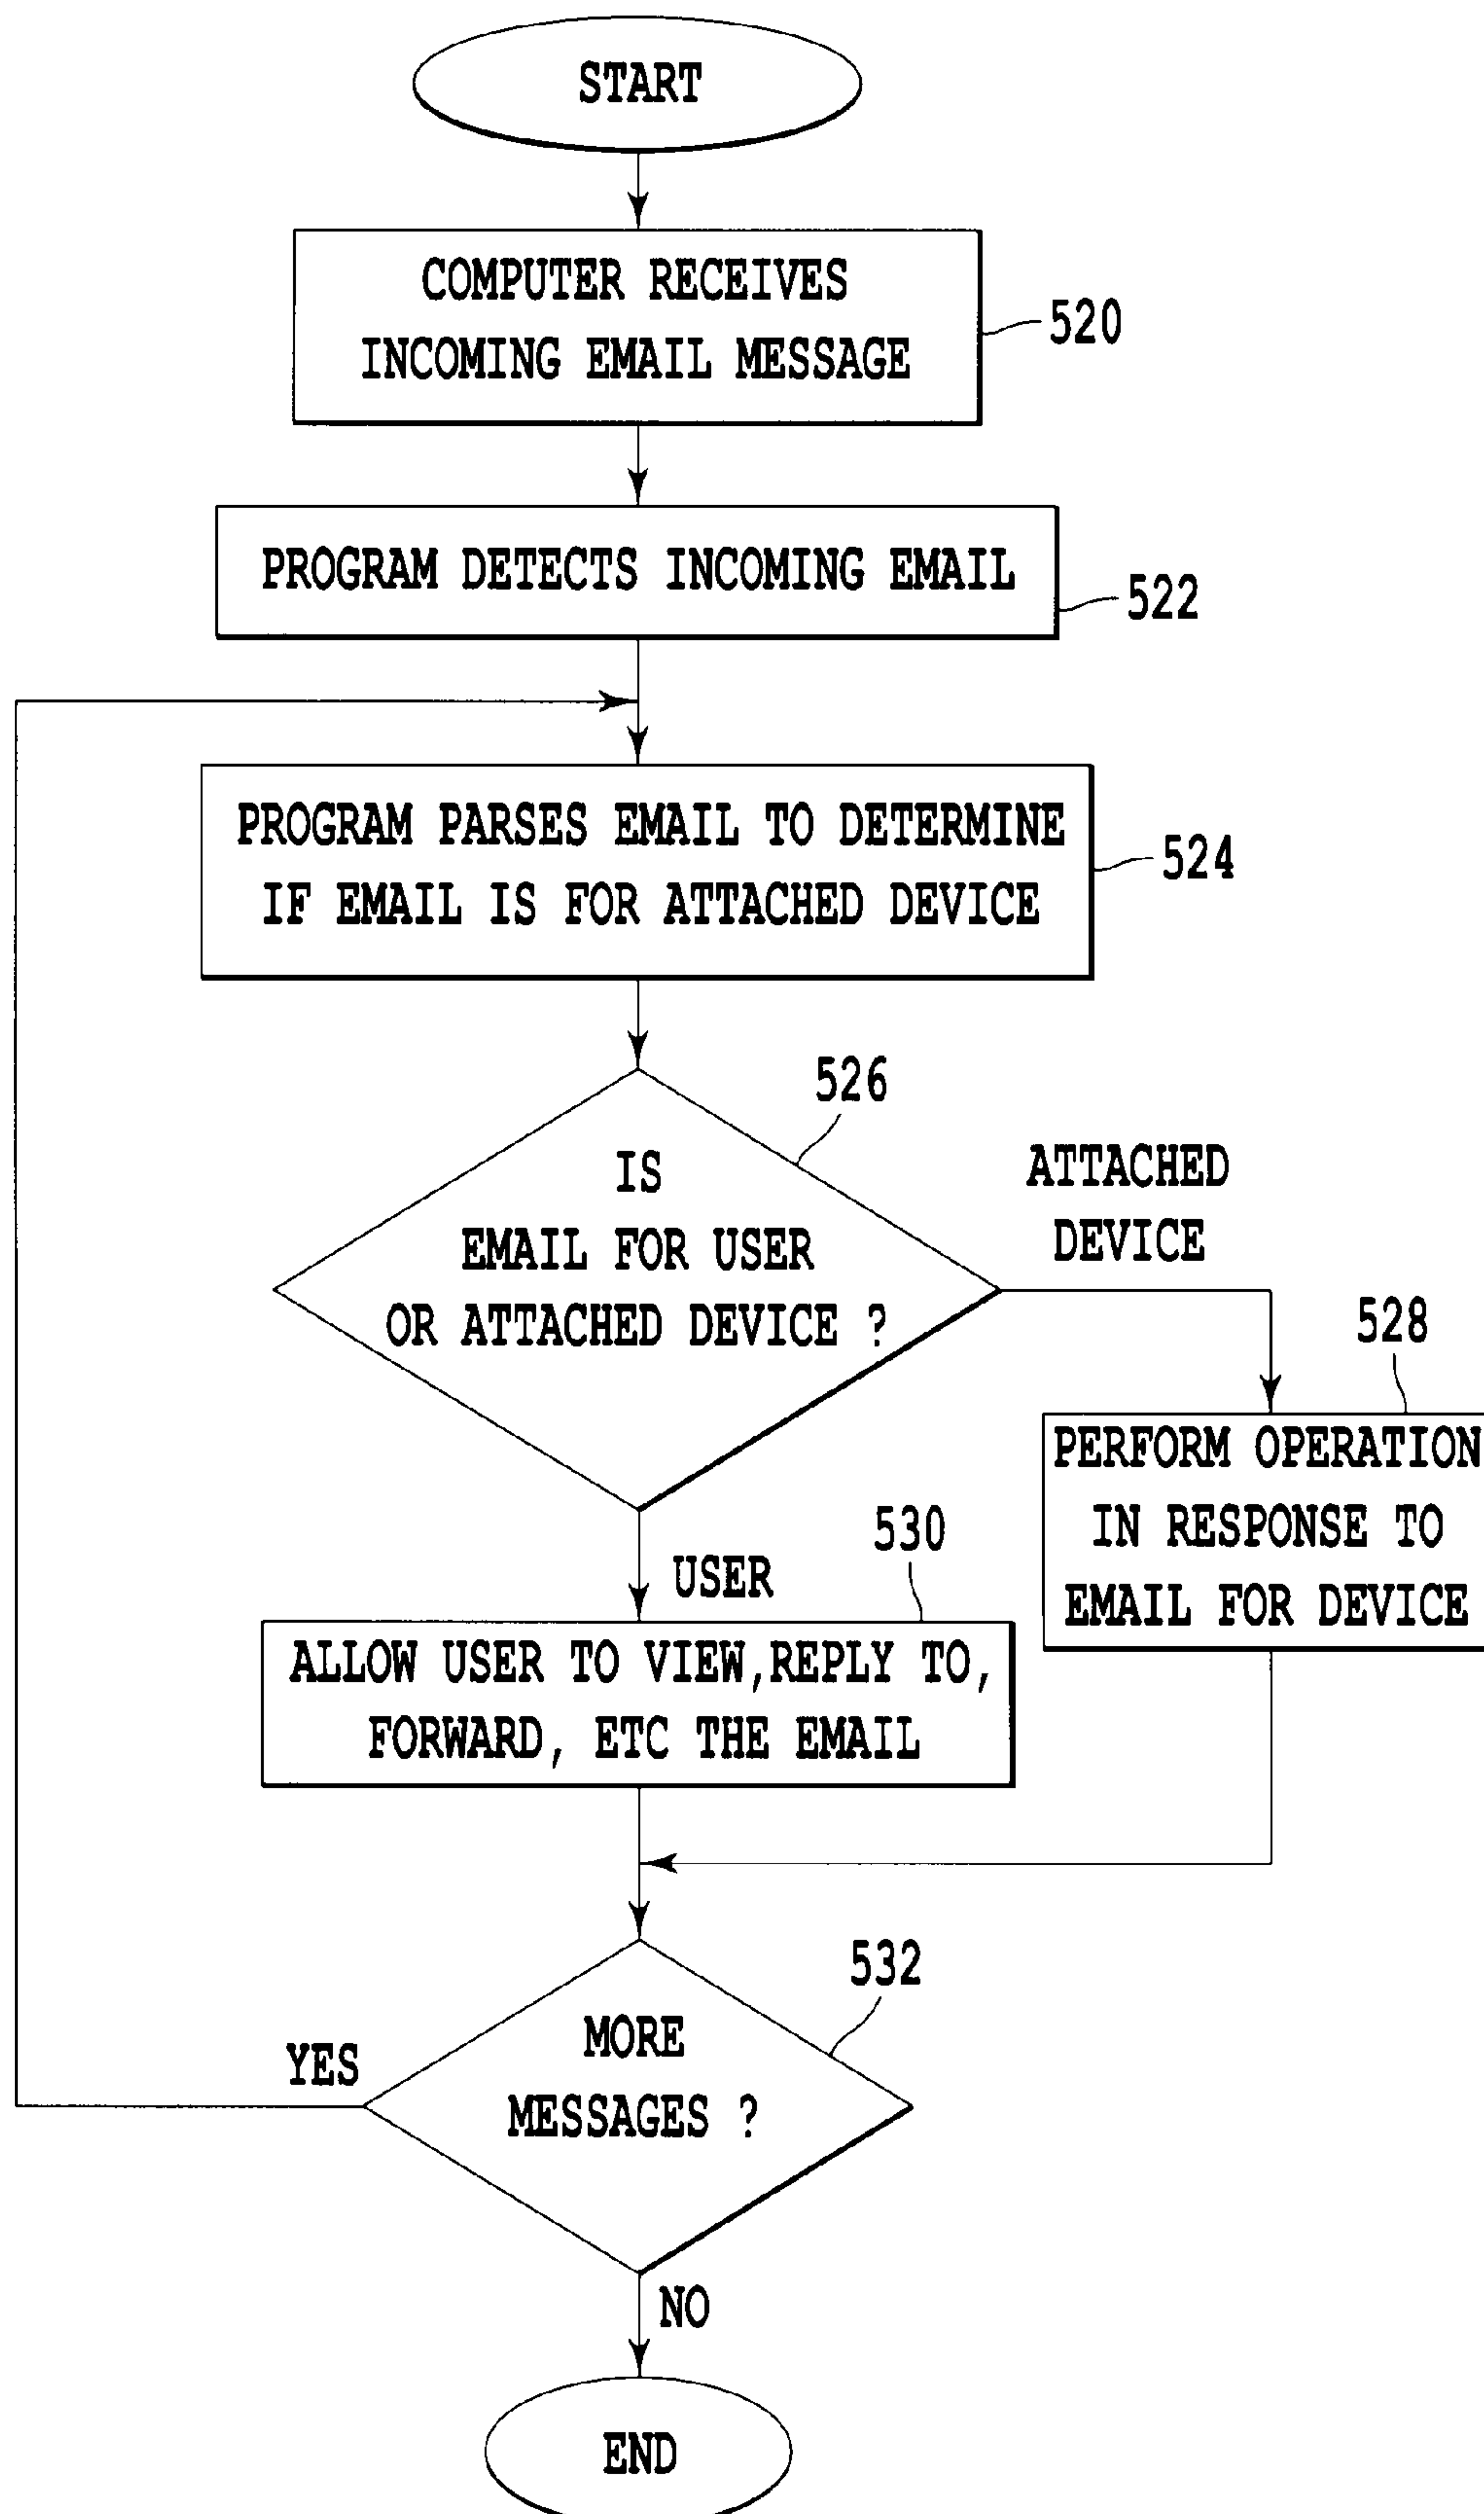 START
COMPUTER RECEIVES
INCOMING EMAIL MESSAGE
520
PROGRAM DETECTS INCOMING EMAIL
522
PROGRAM PARSES EMAIL TO DETERMINE
IF EMAIL IS FOR ATTACHED DEVICE
524
526
IS
EMAIL FOR USER
OR ATTACHED DEVICE ?
ATTACHED
DEVICE
528
PERFORM OPERATION
IN RESPONSE TO
EMAIL FOR DEVICE
USER
530
ALLOW USER TO VIEW,REPLY TO,
FORWARD, ETC THE EMAIL
532
MORE
MESSAGES ?
YES
NO
END